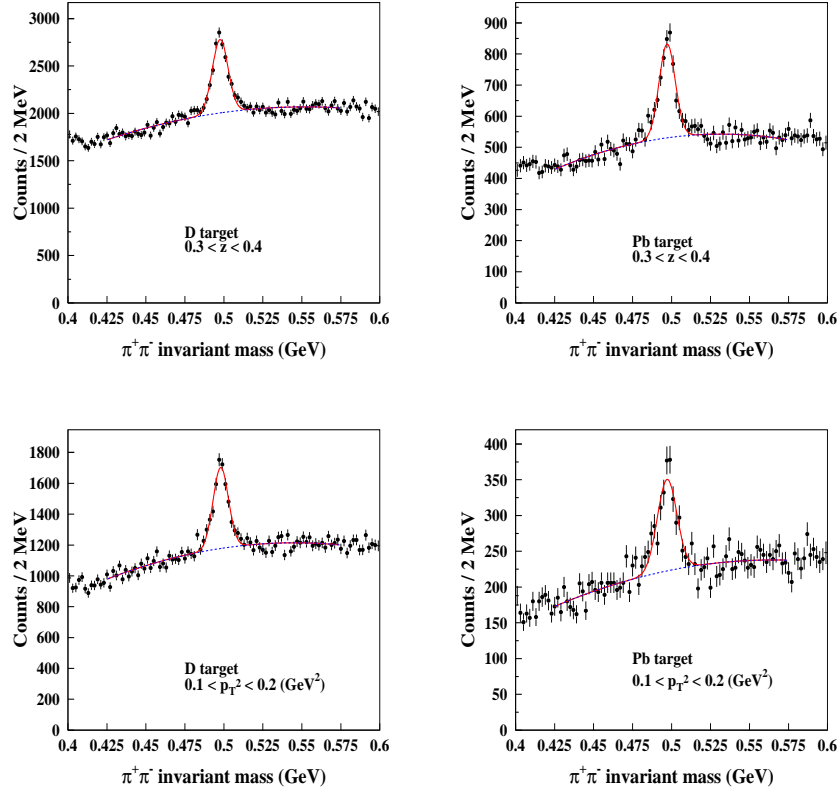 Counts / 2 MeV
3000
2500
2000
1500
1000
500
0
D target
0.3 < z < 0.4
0.4 0.425 0.45 0.475 0.5 0.525 0.55 0.575 0.6
π⁺π⁻ invariant mass (GeV)
Counts / 2 MeV
900
800
700
600
500
400
300
200
100
0
Pb target
0.3 < z < 0.4
0.4 0.425 0.45 0.475 0.5 0.525 0.55 0.575 0.6
π⁺π⁻ invariant mass (GeV)
Counts / 2 MeV
1800
1600
1400
1200
1000
800
600
400
200
0
D target
0.1 < p_T² < 0.2 (GeV²)
0.4 0.425 0.45 0.475 0.5 0.525 0.55 0.575 0.6
π⁺π⁻ invariant mass (GeV)
Counts / 2 MeV
400
350
300
250
200
150
100
50
0
Pb target
0.1 < p_T² < 0.2 (GeV²)
0.4 0.425 0.45 0.475 0.5 0.525 0.55 0.575 0.6
π⁺π⁻ invariant mass (GeV)